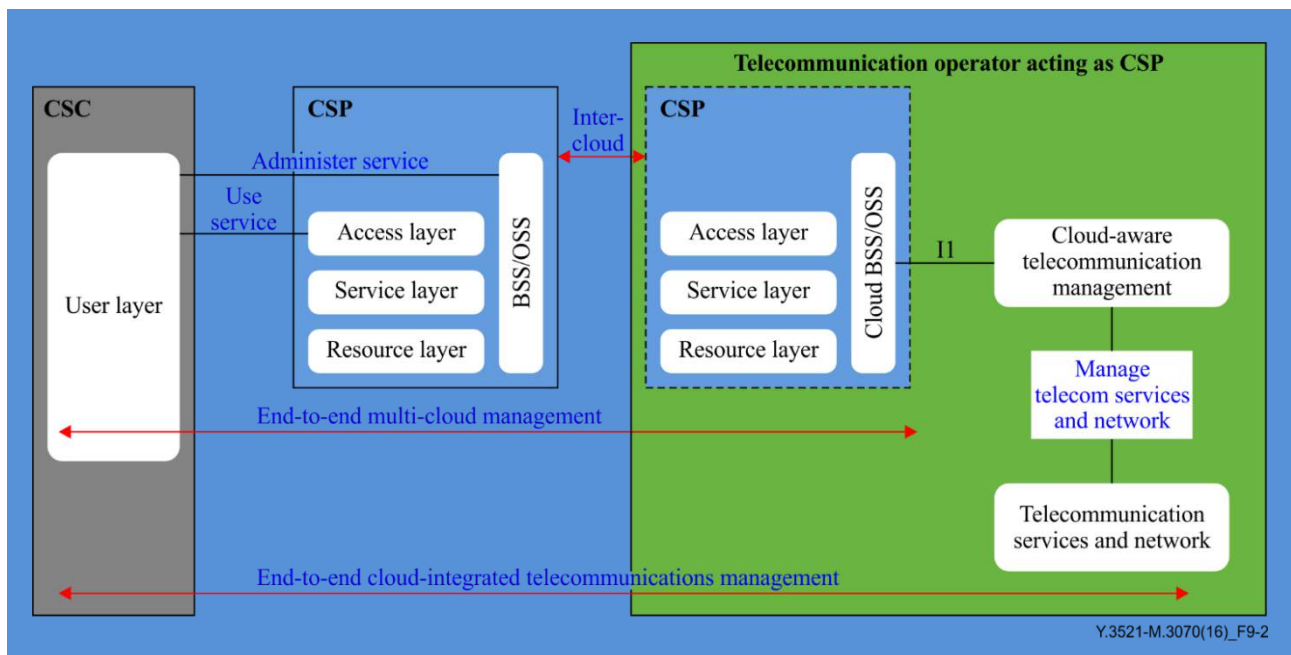 Telecommunication operator acting as CSP
CSC
CSP
Inter-
cloud
CSP
Administer service
Use
service
User layer
Access layer
Service layer
Resource layer
BSS/OSS
Access layer
Service layer
Resource layer
Cloud BSS/OSS
I1
Cloud-aware
telecommunication
management
Manage
telecom services
and network
Telecommunication
services and network
End-to-end multi-cloud management
End-to-end cloud-integrated telecommunications management
Y.3521-M.3070(16)_F9-2